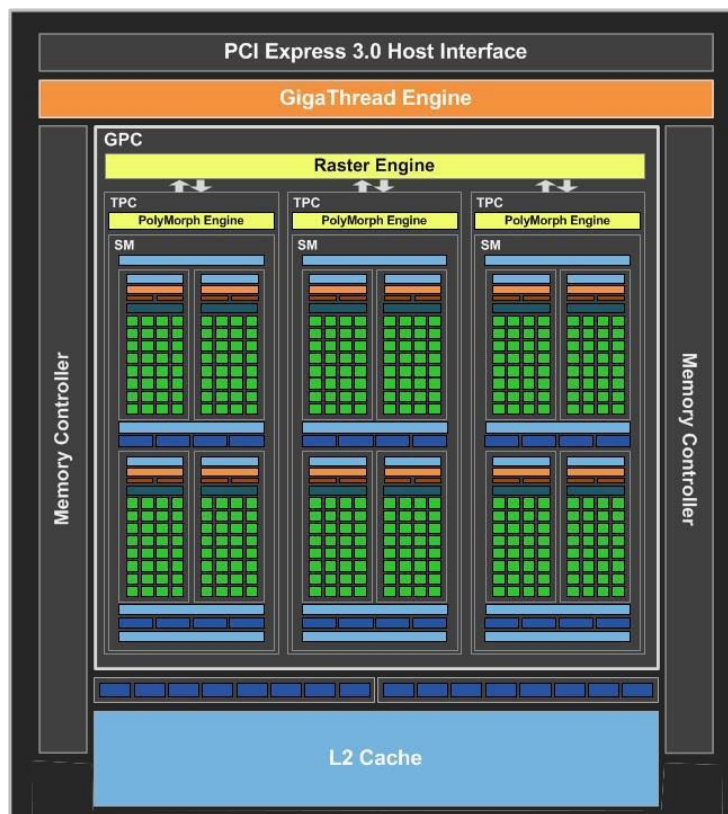 PCI Express 3.0 Host Interface
GigaThread Engine
GPC
Raster Engine
TPC
TPC
TPC
PolyMorph Engine
PolyMorph Engine
PolyMorph Engine
SM
SM
SM
Memory Controller
Memory Controller
L2 Cache